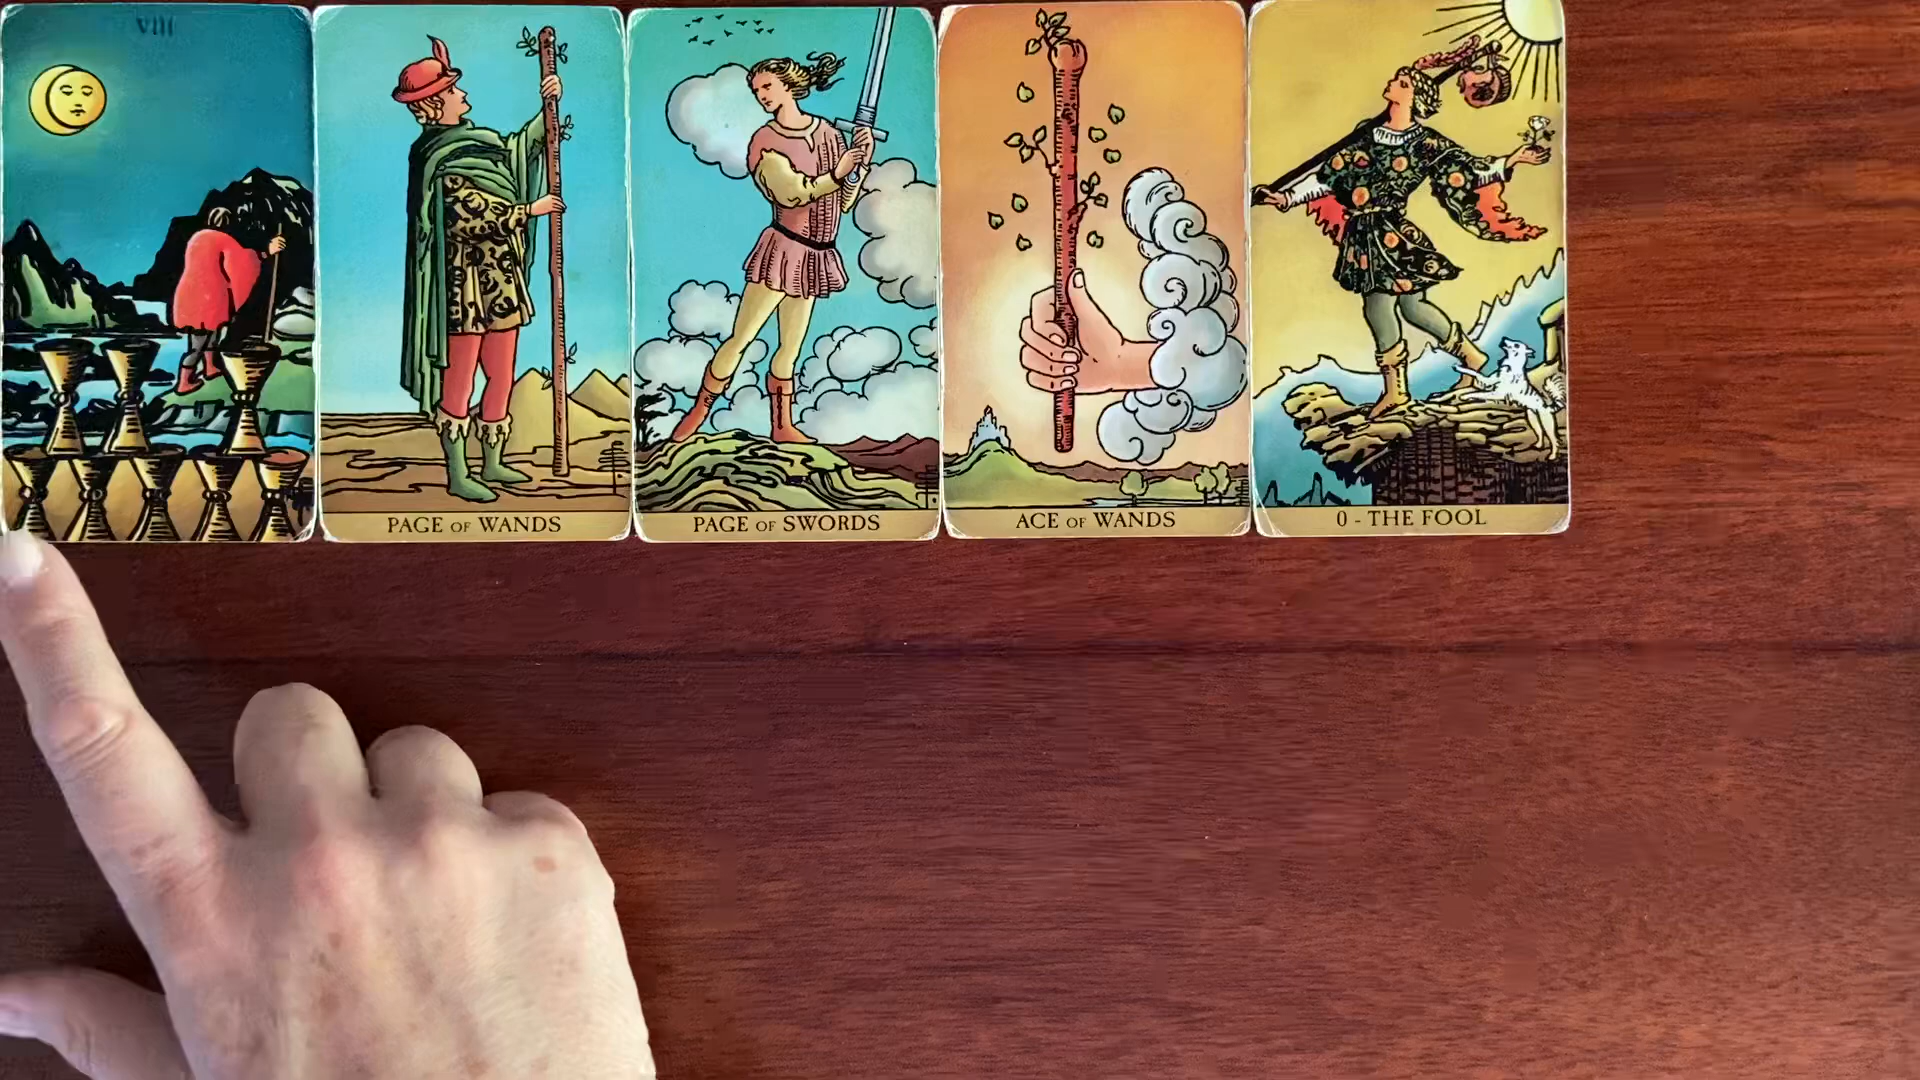 VIII
PAGE OF WANDS
PAGE OF SWORDS
ACE OF WANDS
0 - THE FOOL